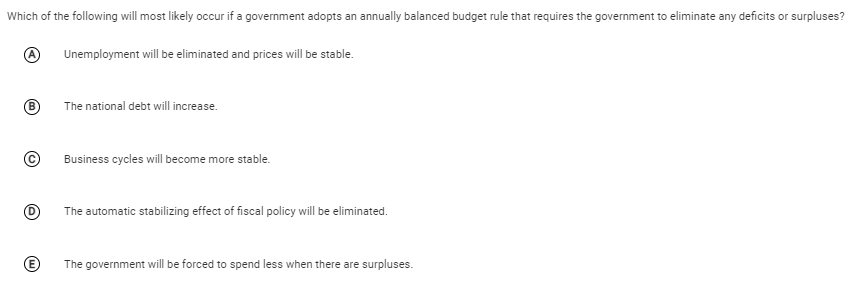 Which of the following will most likely occur if a government adopts an annually balanced budget rule that requires the government to eliminate any deficits or surpluses?
A Unemployment will be eliminated and prices will be stable.
B The national debt will increase.
C Business cycles will become more stable.
D The automatic stabilizing effect of fiscal policy will be eliminated.
E The government will be forced to spend less when there are surpluses.